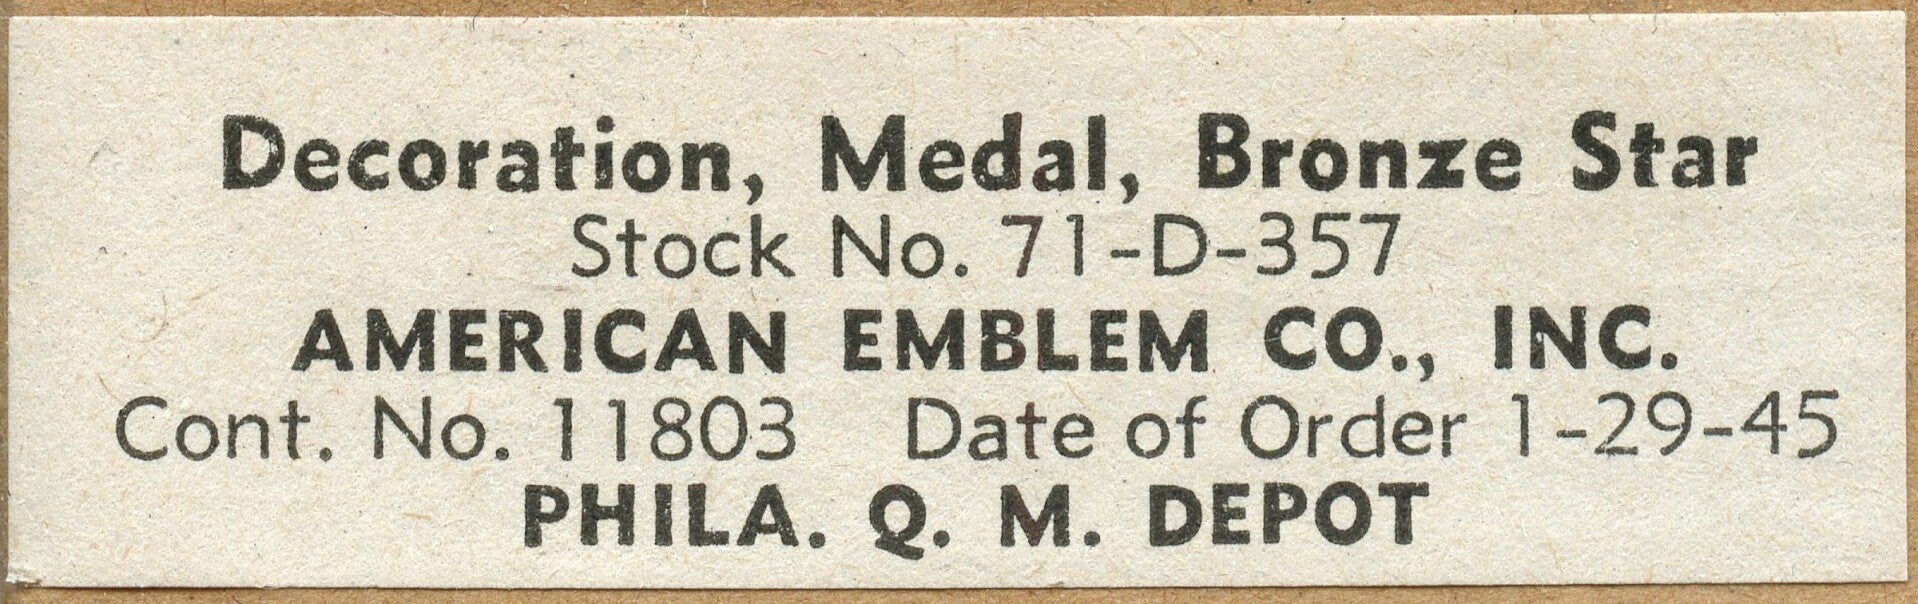 Decoration, Medal, Bronze Star
Stock No. 71-D-357
AMERICAN EMBLEM CO., INC.
Cont. No. 11803 Date of Order 1-29-45
PHILA. Q. M. DEPOT